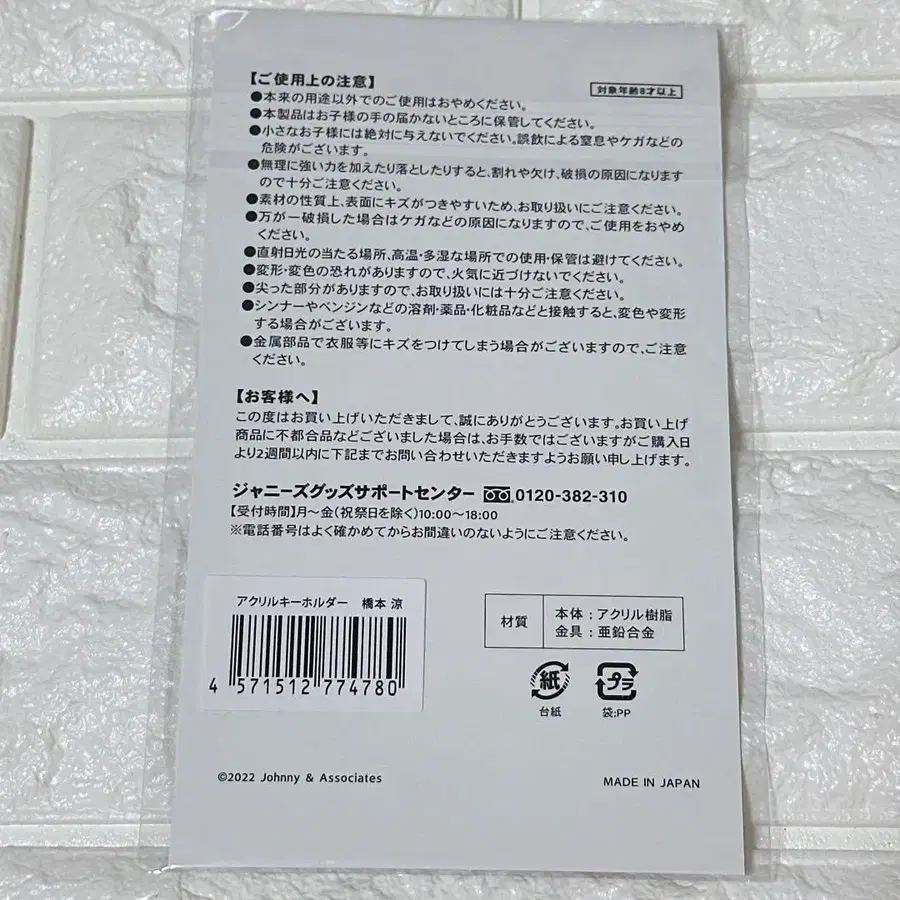 【ご使用上の注意】
対象年齢8才以上
●本来の用途以外でのご使用はおやめください。
●本製品はお子様の手の届かないところに保管してください。
●小さなお子様には絶対に与えないでください。誤飲による窒息やケガなどの
危険がございます。
●無理に強い力を加えたり落としたりすると、割れや欠け、破損の原因になります
ので十分ご注意ください。
●素材の性質上、表面にキズがつきやすいため、お取り扱いにご注意ください。
●万が一破損した場合はケガなどの原因になりますので、ご使用をおやめ
ください。
●直射日光の当たる場所、高温・多湿な場所での使用・保管は避けてください。
●変形・変色の恐れがありますので、火気に近づけないでください。
●尖った部分がありますので、お取り扱いには十分ご注意ください。
●シンナーやベンジンなどの溶剤・薬品・化粧品などと接触すると、変色や変形
する場合がございます。
●金属部品で衣服等にキズをつけてしまう場合がございますので、ご注意
ください。
【お客様へ】
この度はお買い上げいただきまして、誠にありがとうございます。お買い上げ
商品に不都合品などございました場合は、お手数ではございますがご購入日
より2週間以内に下記までお問い合わせいただきますようお願い申し上げます。
ジャニーズグッズサポートセンター 0120-382-310
【受付時間】月〜金(祝祭日を除く)10:00〜18:00
※電話番号はよく確かめてからお間違いのないようにご注意ください。
アクリルキーホルダー 橋本 涼
4 571512 774780
材質
本体:アクリル樹脂
金具:亜鉛合金
紙
台紙
プラ
袋:PP
©2022 Johnny & Associates
MADE IN JAPAN